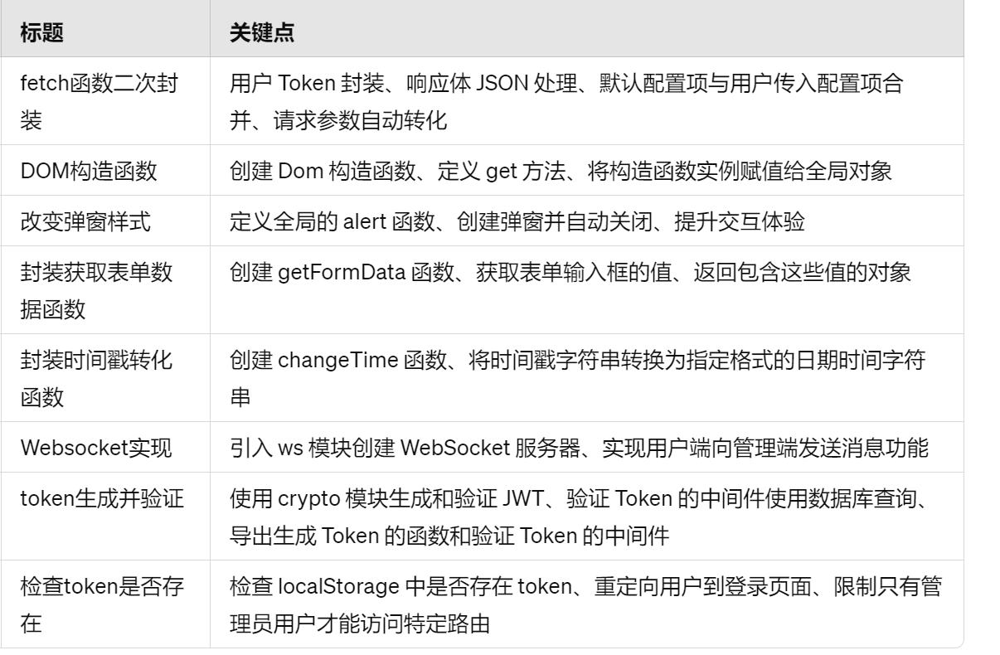 标题
关键点
fetch函数二次封
装
用户 Token 封装、响应体 JSON 处理、默认配置项与用户传入配置项合
并、请求参数自动转化
DOM构造函数
创建 Dom 构造函数、定义 get 方法、将构造函数实例赋值给全局对象
改变弹窗样式
定义全局的 alert 函数、创建弹窗并自动关闭、提升交互体验
封装获取表单数
据函数
创建 getFormData 函数、获取表单输入框的值、返回包含这些值的对象
封装时间戳转化
函数
创建 changeTime 函数、将时间戳字符串转换为指定格式的日期时间字符
串
Websocket实现
引入 ws 模块创建 WebSocket 服务器、实现用户端向管理端发送消息功能
token生成并验证
使用 crypto 模块生成和验证 JWT、验证 Token 的中间件使用数据库查询、
导出生成 Token 的函数和验证 Token 的中间件
检查token是否存
在
检查 localStorage 中是否存在 token、重定向用户到登录页面、限制只有管
理员用户才能访问特定路由